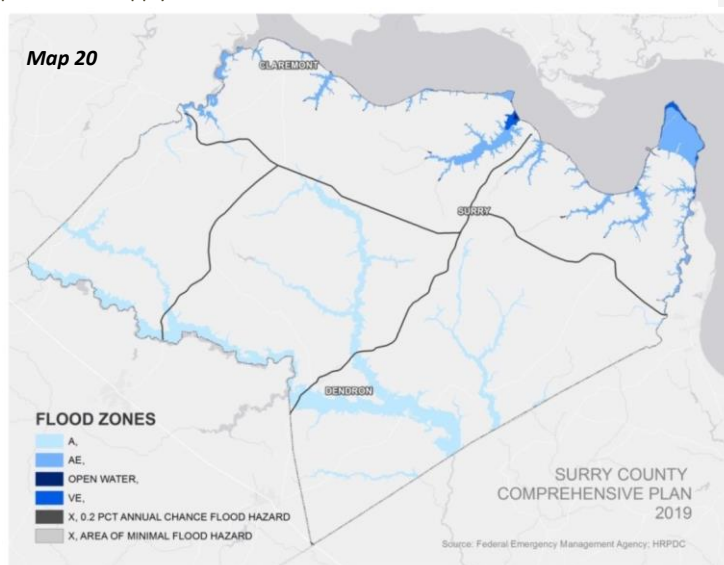 Map 20
CLAREMONT
SURRY
DENDRON
FLOOD ZONES
A,
AE,
OPEN WATER,
VE,
X, 0.2 PCT ANNUAL CHANCE FLOOD HAZARD
X, AREA OF MINIMAL FLOOD HAZARD
SURRY COUNTY
COMPREHENSIVE PLAN
2019
Source: Federal Emergency Management Agency; HRPDC